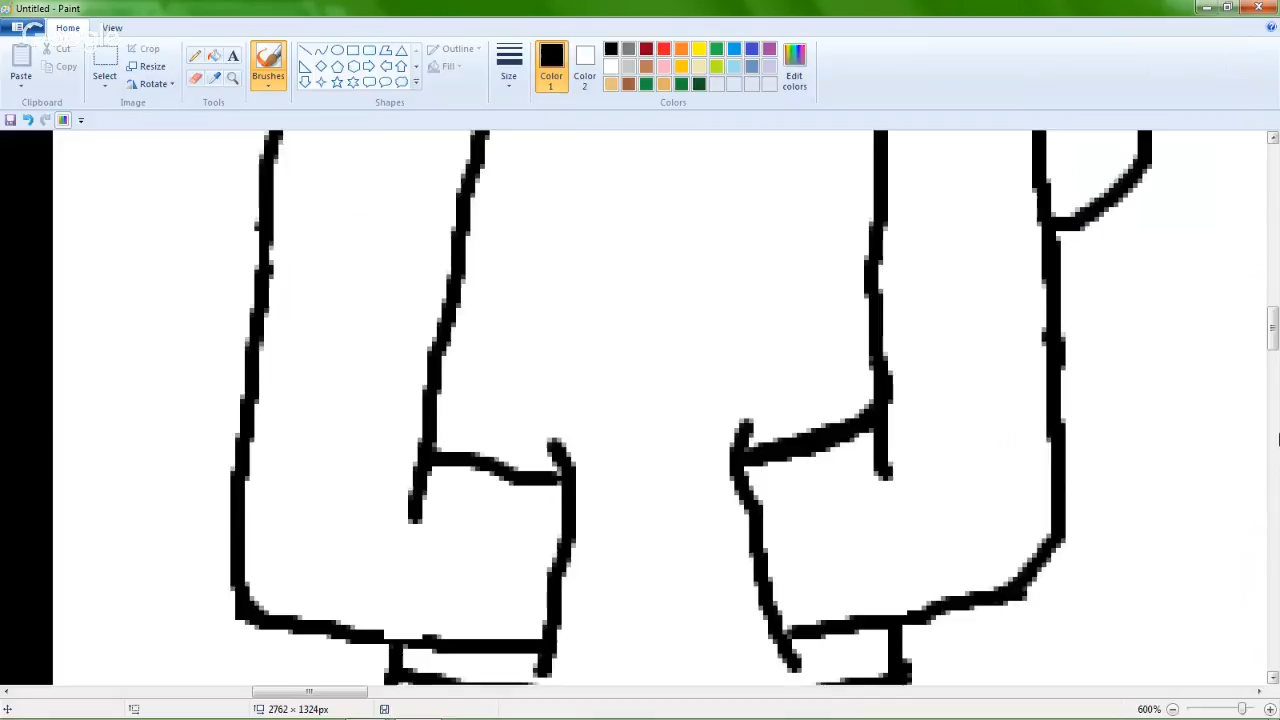 Untitled - Paint
Home View
Cut
Copy
Paste
Clipboard
Select
Crop
Resize
Rotate
Image
Tools
Brushes
Outline
Fill
Shapes
Size
Color 1
Color 2
Edit colors
Colors
2762 × 1324px
600%